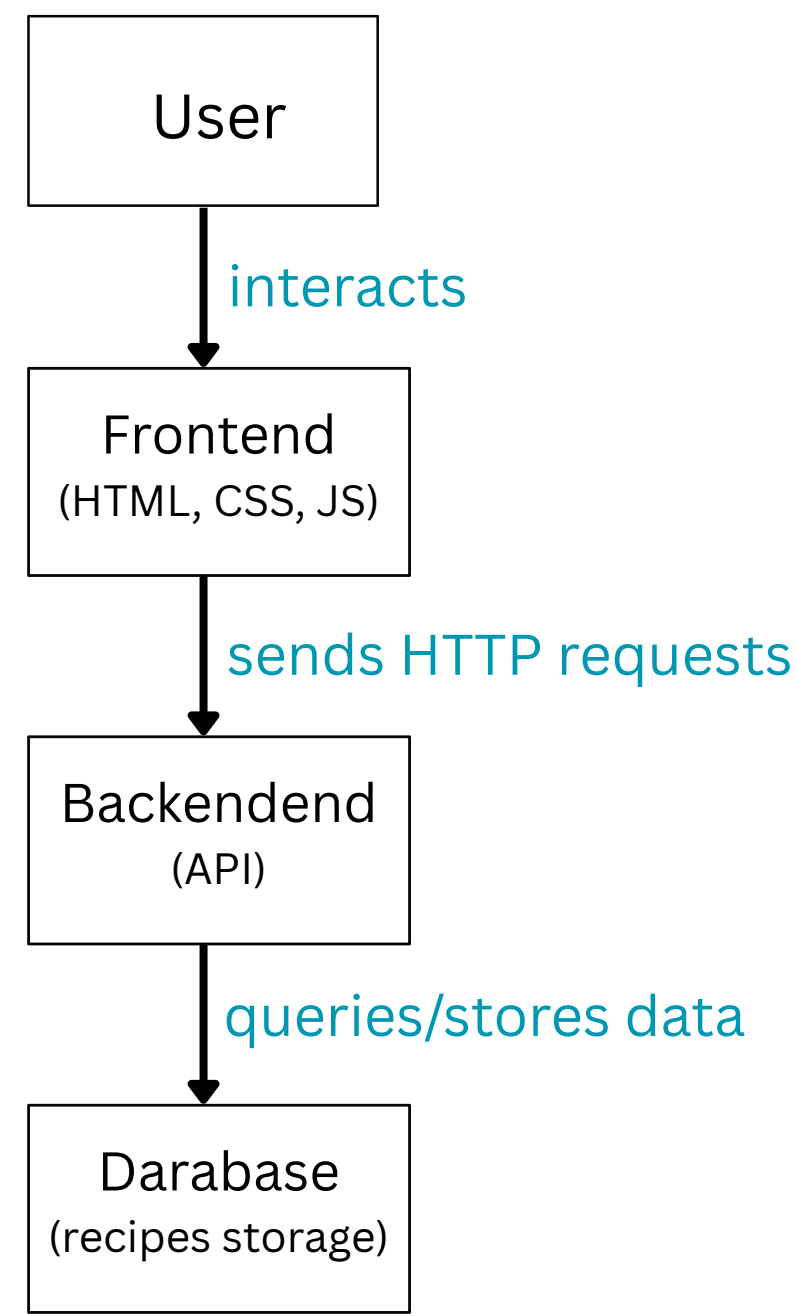 User
interacts
Frontend
(HTML, CSS, JS)
sends HTTP requests
Backendend
(API)
queries/stores data
Darabase
(recipes storage)